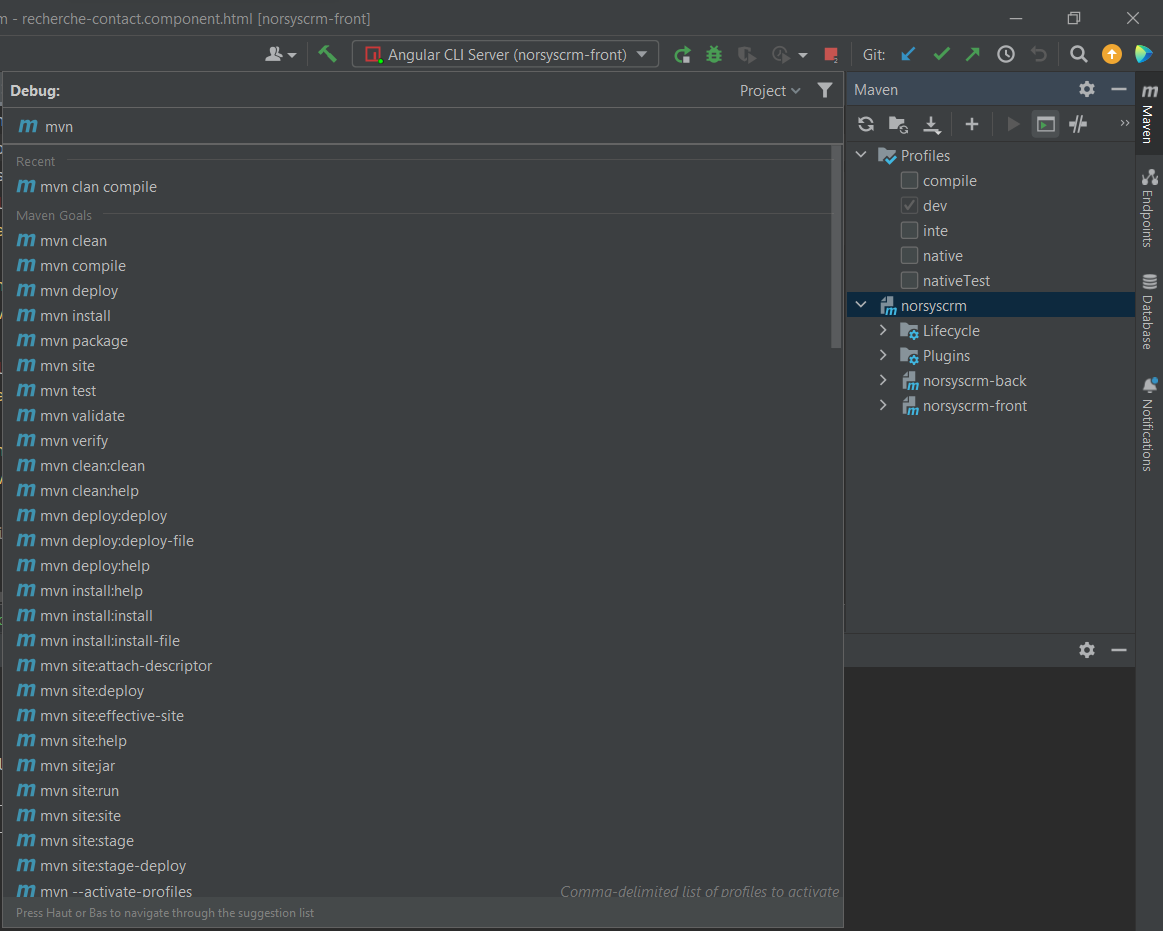 m - recherche-contact.component.html [norsyscrm-front]
Angular CLI Server (norsyscrm-front)
Git:
Debug:
Project
mvn
Recent
mvn clan compile
Maven Goals
mvn clean
mvn compile
mvn deploy
mvn install
mvn package
mvn site
mvn test
mvn validate
mvn verify
mvn clean:clean
mvn clean:help
mvn deploy:deploy
mvn deploy:deploy-file
mvn deploy:help
mvn install:help
mvn install:install
mvn install:install-file
mvn site:attach-descriptor
mvn site:deploy
mvn site:effective-site
mvn site:help
mvn site:jar
mvn site:run
mvn site:site
mvn site:stage
mvn site:stage-deploy
mvn --activate-profiles Comma-delimited list of profiles to activate
Press Haut or Bas to navigate through the suggestion list
Maven
Profiles
compile
dev
inte
native
nativeTest
norsyscrm
Lifecycle
Plugins
norsyscrm-back
norsyscrm-front
Maven
Endpoints
Database
Notifications